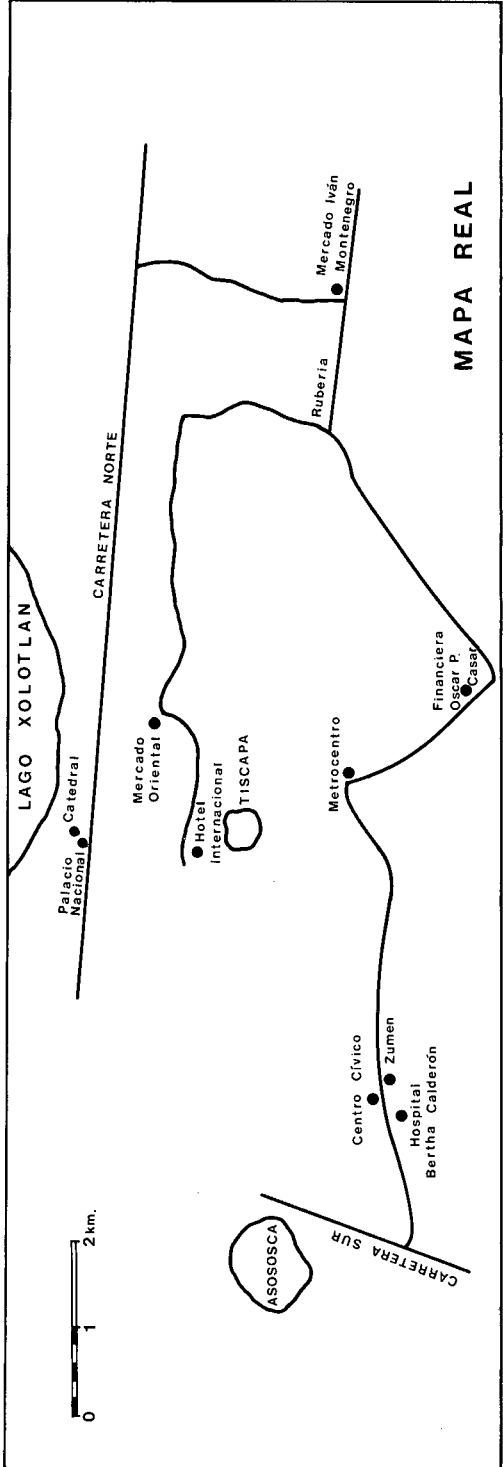 LAGO XOLOTLAN
Catedral
Palacio
Nacional
CARRETERA NORTE
Mercado
Oriental
Hotel
Internacional
TISCAPA
Mercado Iván
Montenegro
Ruberia
Metrocentro
Financiera
Oscar P.
Casar
Centro Cívico
Zumen
Hospital
Bertha Calderón
ASOSOSCA
CARRETERA SUR
0 1 2 km.
MAPA REAL